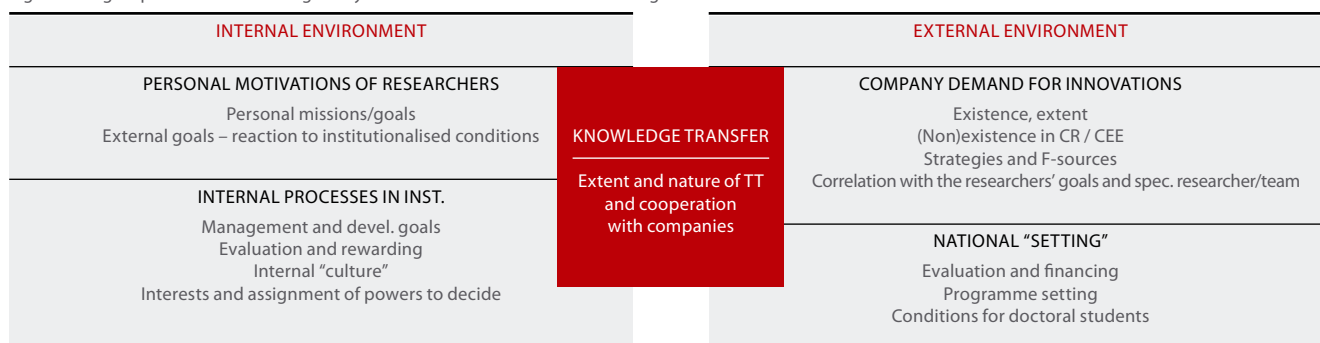 INTERNAL ENVIRONMENT
PERSONAL MOTIVATIONS OF RESEARCHERS
Personal missions/goals
External goals – reaction to institutionalised conditions
INTERNAL PROCESSES IN INST.
Management and devel. goals
Evaluation and rewarding
Internal “culture”
Interests and assignment of powers to decide
KNOWLEDGE TRANSFER
Extent and nature of TT
and cooperation
with companies
EXTERNAL ENVIRONMENT
COMPANY DEMAND FOR INNOVATIONS
Existence, extent
(Non)existence in CR / CEE
Strategies and F-sources
Correlation with the researchers’ goals and spec. researcher/team
NATIONAL “SETTING”
Evaluation and financing
Programme setting
Conditions for doctoral students